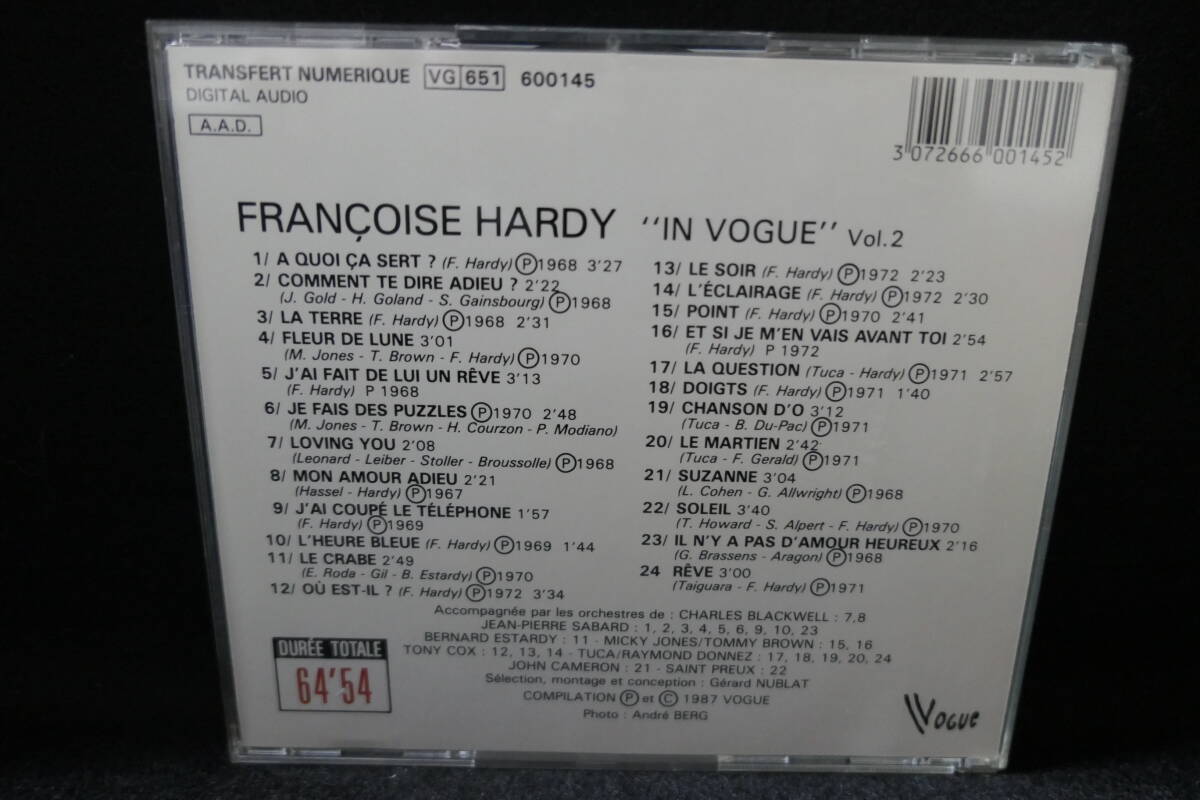 TRANSFERT NUMERIQUE VG 651 600145
DIGITAL AUDIO
A.A.D.
3 072666 001452
FRANÇOISE HARDY "IN VOGUE" Vol.2
1/ A QUOI ÇA SERT ? (F. Hardy) Ⓟ 1968 3'27
2/ COMMENT TE DIRE ADIEU ? 2'22
(J. Gold - H. Goland - S. Gainsbourg) Ⓟ 1968
3/ LA TERRE (F. Hardy) Ⓟ 1968 2'31
4/ FLEUR DE LUNE 3'01
(M. Jones - T. Brown - F. Hardy) Ⓟ 1970
5/ J'AI FAIT DE LUI UN RÊVE 3'13
(F. Hardy) P 1968
6/ JE FAIS DES PUZZLES Ⓟ 1970 2'48
(M. Jones - T. Brown - H. Courzon - P. Modiano)
7/ LOVING YOU 2'08
(Leonard - Leiber - Stoller - Broussolle) Ⓟ 1968
8/ MON AMOUR ADIEU 2'21
(Hassel - Hardy) Ⓟ 1967
9/ J'AI COUPÉ LE TÉLÉPHONE 1'57
(F. Hardy) Ⓟ 1969
10/ L'HEURE BLEUE (F. Hardy) Ⓟ 1969 1'44
11/ LE CRABE 2'49
(E. Roda - Gil - B. Estardy) Ⓟ 1970
12/ OÙ EST-IL ? (F. Hardy) Ⓟ 1972 3'34
13/ LE SOIR (F. Hardy) Ⓟ 1972 2'23
14/ L'ÉCLAIRAGE (F. Hardy) Ⓟ 1972 2'30
15/ POINT (F. Hardy) Ⓟ 1970 2'41
16/ ET SI JE M'EN VAIS AVANT TOI 2'54
(F. Hardy) P 1972
17/ LA QUESTION (Tuca - Hardy) Ⓟ 1971 2'57
18/ DOIGTS (F. Hardy) Ⓟ 1971 1'40
19/ CHANSON D'O 3'12
(Tuca - B. Du-Pac) Ⓟ 1971
20/ LE MARTIEN 2'42
(Tuca - F. Gerald) Ⓟ 1971
21/ SUZANNE 3'04
(L. Cohen - G. Allwright) Ⓟ 1968
22/ SOLEIL 3'40
(T. Howard - S. Alpert - F. Hardy) Ⓟ 1970
23/ IL N'Y A PAS D'AMOUR HEUREUX 2'16
(G. Brassens - Aragon) Ⓟ 1968
24 RÊVE 3'00
(Taiguara - F. Hardy) Ⓟ 1971
Accompagnée par les orchestres de : CHARLES BLACKWELL : 7,8
JEAN-PIERRE SABARD : 1, 2, 3, 4, 5, 6, 9, 10, 23
BERNARD ESTARDY : 11 - MICKY JONES/TOMMY BROWN : 15, 16
TONY COX : 12, 13, 14 - TUCA/RAYMOND DONNEZ : 17, 18, 19, 20, 24
JOHN CAMERON : 21 - SAINT PREUX : 22
Sélection, montage et conception : Gérard NUBLAT
COMPILATION Ⓟ et Ⓒ 1987 VOGUE
Photo : André BERG
DURÉE TOTALE
64'54
VOGUE